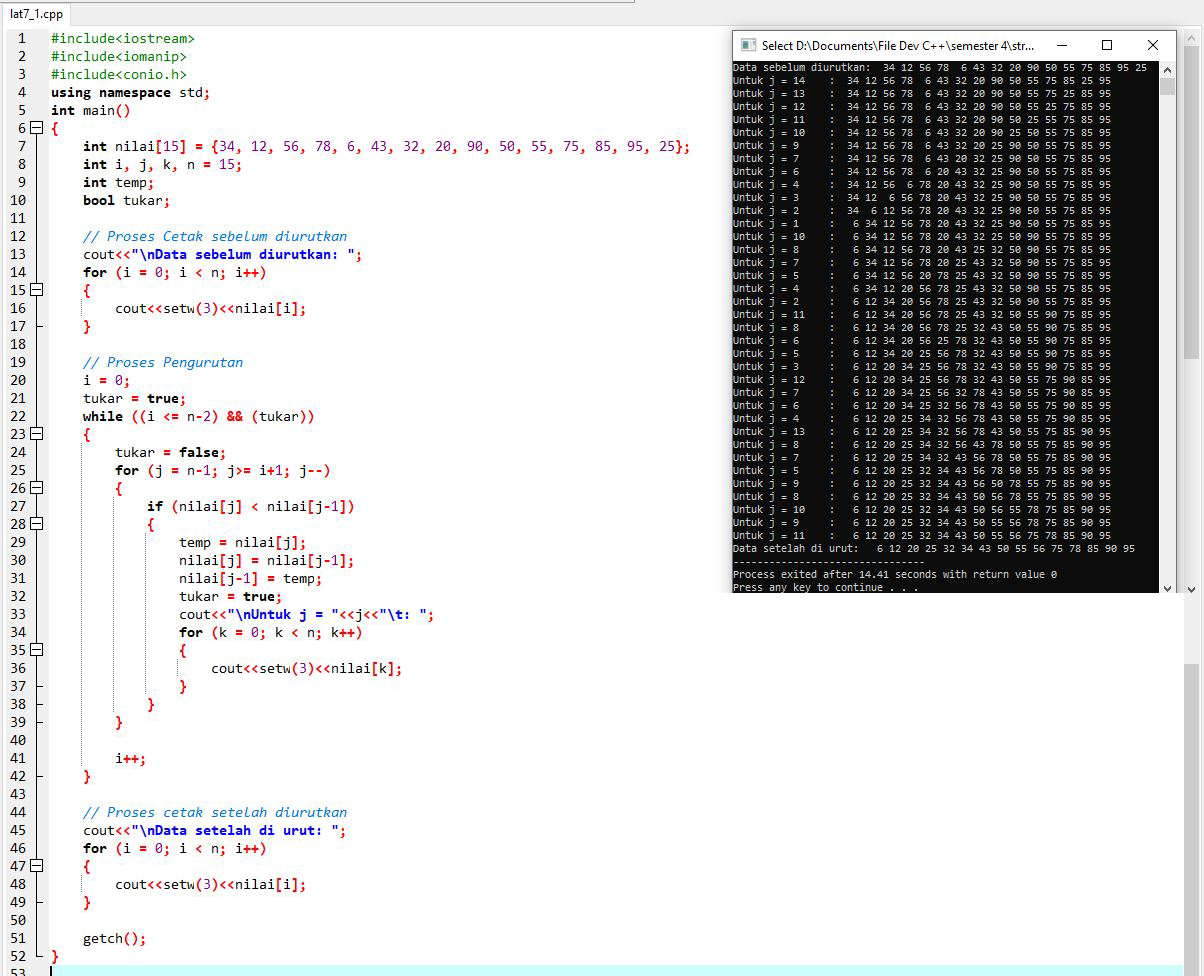 lat7_1.cpp
1 #include<iostream>
2 #include<iomanip>
3 #include<conio.h>
4 using namespace std;
5 int main()
6 {
7 int nilai[15] = {34, 12, 56, 78, 6, 43, 32, 20, 90, 50, 55, 75, 85, 95, 25};
8 int i, j, k, n = 15;
9 int temp;
10 bool tukar;
11
12 // Proses Cetak sebelum diurutkan
13 cout<<"\nData sebelum diurutkan: ";
14 for (i = 0; i < n; i++)
15 {
16 cout<<setw(3)<<nilai[i];
17 }
18
19 // Proses Pengurutan
20 i = 0;
21 tukar = true;
22 while ((i <= n-2) && (tukar))
23 {
24 tukar = false;
25 for (j = n-1; j>= i+1; j--)
26 {
27 if (nilai[j] < nilai[j-1])
28 {
29 temp = nilai[j];
30 nilai[j] = nilai[j-1];
31 nilai[j-1] = temp;
32 tukar = true;
33 cout<<"\nUntuk j = "<<j<<"\t: ";
34 for (k = 0; k < n; k++)
35 {
36 cout<<setw(3)<<nilai[k];
37 }
38 }
39 }
40
41 i++;
42 }
43
44 // Proses cetak setelah diurutkan
45 cout<<"\nData setelah di urut: ";
46 for (i = 0; i < n; i++)
47 {
48 cout<<setw(3)<<nilai[i];
49 }
50
51 getch();
52 }
53
Select D:\Documents\File Dev C++\semester 4\str...
Data sebelum diurutkan:  34 12 56 78  6 43 32 20 90 50 55 75 85 95 25
Untuk j = 14    :  34 12 56 78  6 43 32 20 90 50 55 75 85 25 95
Untuk j = 13    :  34 12 56 78  6 43 32 20 90 50 55 75 25 85 95
Untuk j = 12    :  34 12 56 78  6 43 32 20 90 50 55 25 75 85 95
Untuk j = 11    :  34 12 56 78  6 43 32 20 90 50 25 55 75 85 95
Untuk j = 10    :  34 12 56 78  6 43 32 20 90 25 50 55 75 85 95
Untuk j = 9     :  34 12 56 78  6 43 32 20 25 90 50 55 75 85 95
Untuk j = 7     :  34 12 56 78  6 43 20 32 25 90 50 55 75 85 95
Untuk j = 6     :  34 12 56 78  6 20 43 32 25 90 50 55 75 85 95
Untuk j = 4     :  34 12 56  6 78 20 43 32 25 90 50 55 75 85 95
Untuk j = 3     :  34 12  6 56 78 20 43 32 25 90 50 55 75 85 95
Untuk j = 2     :  34  6 12 56 78 20 43 32 25 90 50 55 75 85 95
Untuk j = 1     :   6 34 12 56 78 20 43 32 25 90 50 55 75 85 95
Untuk j = 10    :   6 34 12 56 78 20 43 32 25 50 90 55 75 85 95
Untuk j = 8     :   6 34 12 56 78 20 43 25 32 50 90 55 75 85 95
Untuk j = 7     :   6 34 12 56 78 20 25 43 32 50 90 55 75 85 95
Untuk j = 5     :   6 34 12 56 20 78 25 43 32 50 90 55 75 85 95
Untuk j = 4     :   6 34 12 20 56 78 25 43 32 50 90 55 75 85 95
Untuk j = 2     :   6 12 34 20 56 78 25 43 32 50 90 55 75 85 95
Untuk j = 11    :   6 12 34 20 56 78 25 43 32 50 55 90 75 85 95
Untuk j = 8     :   6 12 34 20 56 78 25 32 43 50 55 90 75 85 95
Untuk j = 6     :   6 12 34 20 56 25 78 32 43 50 55 90 75 85 95
Untuk j = 5     :   6 12 34 20 25 56 78 32 43 50 55 90 75 85 95
Untuk j = 3     :   6 12 20 34 25 56 78 32 43 50 55 90 75 85 95
Untuk j = 12    :   6 12 20 34 25 56 78 32 43 50 55 75 90 85 95
Untuk j = 7     :   6 12 20 34 25 56 32 78 43 50 55 75 90 85 95
Untuk j = 6     :   6 12 20 34 25 32 56 78 43 50 55 75 90 85 95
Untuk j = 4     :   6 12 20 25 34 32 56 78 43 50 55 75 90 85 95
Untuk j = 13    :   6 12 20 25 34 32 56 78 43 50 55 75 85 90 95
Untuk j = 8     :   6 12 20 25 34 32 56 43 78 50 55 75 85 90 95
Untuk j = 7     :   6 12 20 25 34 32 43 56 78 50 55 75 85 90 95
Untuk j = 5     :   6 12 20 25 32 34 43 56 78 50 55 75 85 90 95
Untuk j = 9     :   6 12 20 25 32 34 43 56 50 78 55 75 85 90 95
Untuk j = 8     :   6 12 20 25 32 34 43 50 56 78 55 75 85 90 95
Untuk j = 10    :   6 12 20 25 32 34 43 50 56 55 78 75 85 90 95
Untuk j = 9     :   6 12 20 25 32 34 43 50 55 56 78 75 85 90 95
Untuk j = 11    :   6 12 20 25 32 34 43 50 55 56 75 78 85 90 95
Data setelah di urut:   6 12 20 25 32 34 43 50 55 56 75 78 85 90 95
--------------------------------
Process exited after 14.41 seconds with return value 0
Press any key to continue . . .